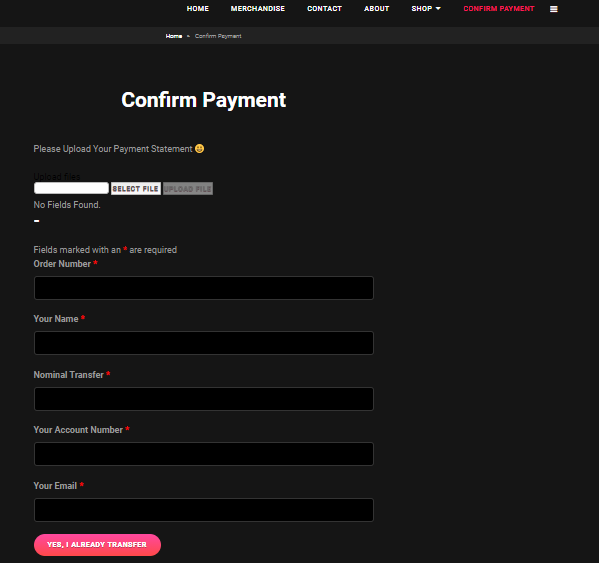 HOME MERCHANDISE CONTACT ABOUT SHOP CONFIRM PAYMENT
Home » Confirm Payment
Confirm Payment
Please Upload Your Payment Statement 😀
Upload files
SELECT FILE UPLOAD FILE
No Fields Found.
Fields marked with an * are required
Order Number *
Your Name *
Nominal Transfer *
Your Account Number *
Your Email *
YES, I ALREADY TRANSFER